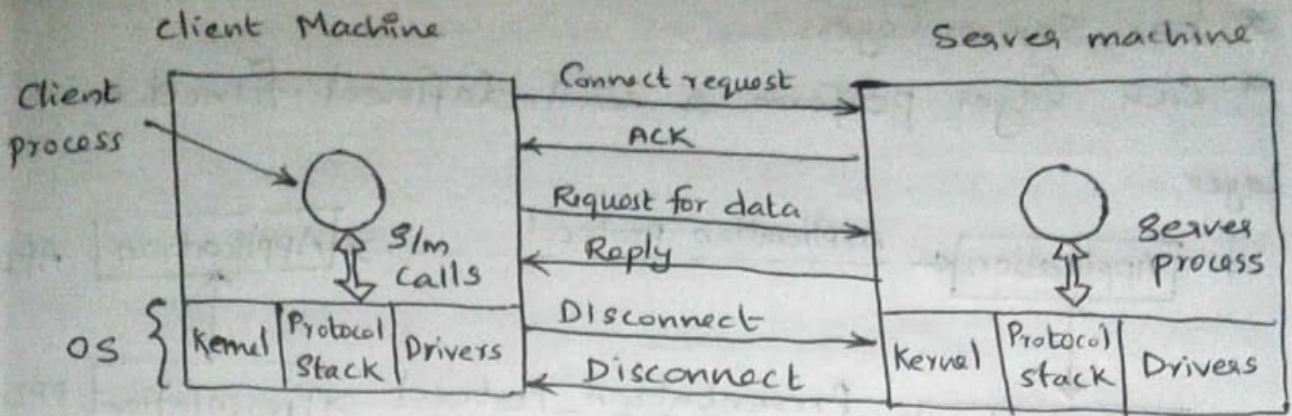 Client Machine
Server machine
Client
process
Connect request
ACK
Request for data
Reply
Disconnect
Disconnect
S/m
calls
Server
process
OS
Kernel
Protocol
Stack
Drivers
Kernel
Protocol
stack
Drivers